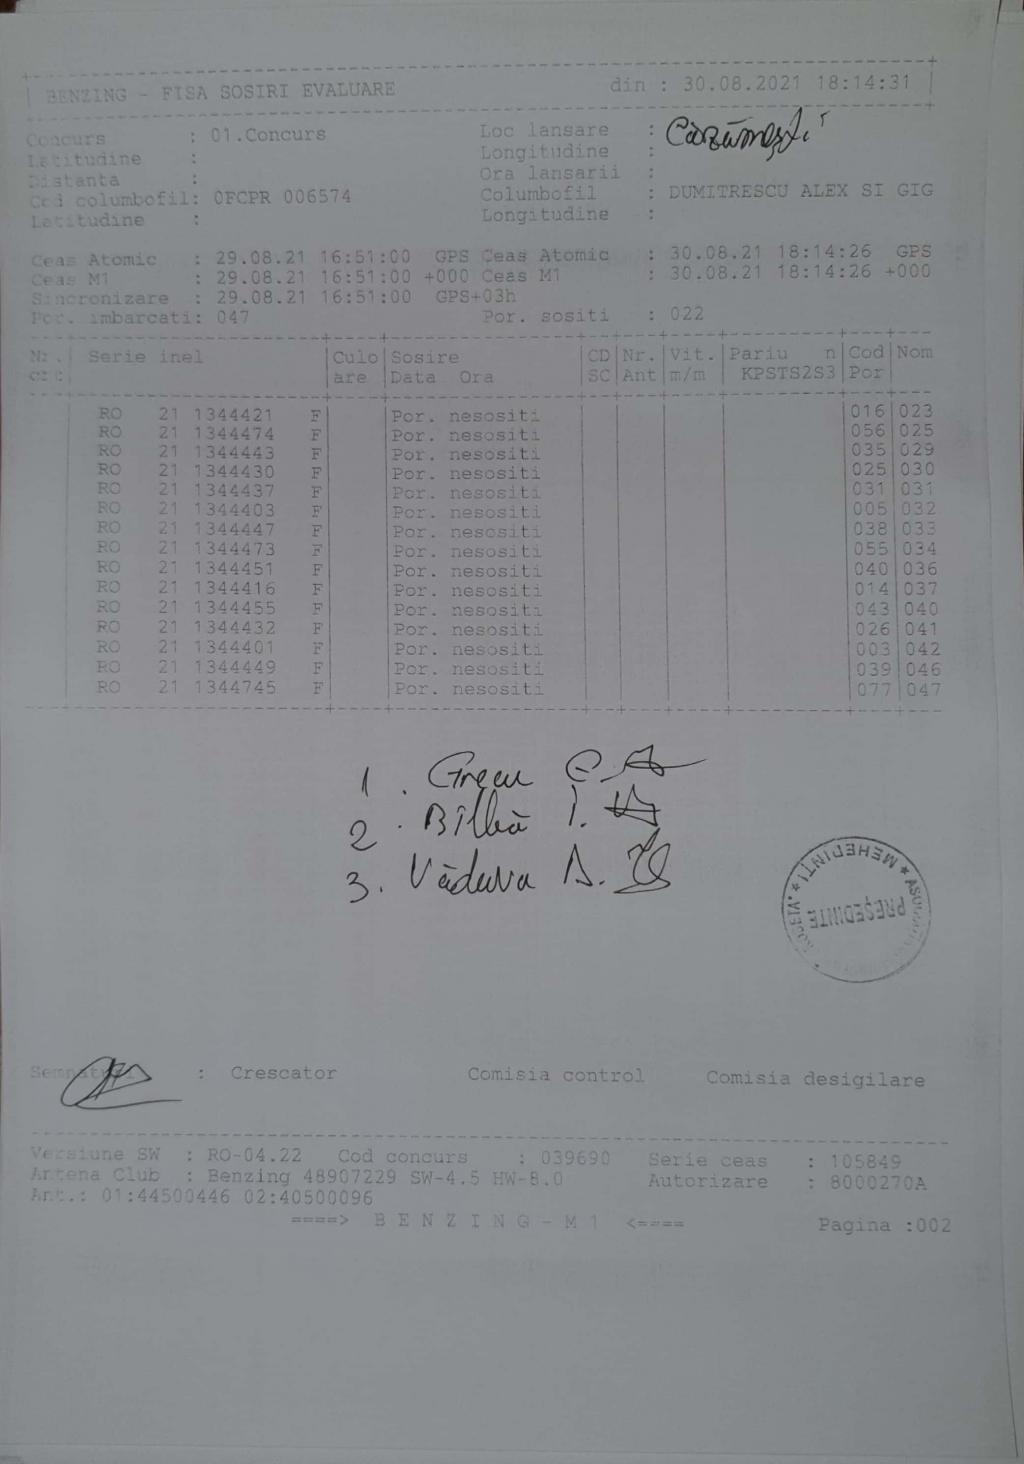 BENZING - FISA SOSIRI EVALUARE din : 30.08.2021 18:14:31
Concurs : 01.Concurs Loc lansare :
Latitudine : Longitudine :
Distanta : Ora lansarii :
Cod columbofil: 0FCPR 006574 Columbofil : DUMITRESCU ALEX SI GIG
Latitudine : Longitudine :
Ceas Atomic : 29.08.21 16:51:00 GPS Ceas Atomic : 30.08.21 18:14:26 GPS
Ceas M1 : 29.08.21 16:51:00 +000 Ceas M1 : 30.08.21 18:14:26 +000
Sincronizare : 29.08.21 16:51:00 GPS+03h
Por. imbarcati: 047 Por. sositi : 022
Nr. Serie inel Culo Sosire CD Nr. Vit. Pariu n Cod Nom
crt are Data Ora SC Ant m/m KPSTS2S3 Por
RO 21 1344421 F Por. nesositi 016 023
RO 21 1344474 F Por. nesositi 056 025
RO 21 1344443 F Por. nesositi 035 029
RO 21 1344430 F Por. nesositi 025 030
RO 21 1344437 F Por. nesositi 031 031
RO 21 1344403 F Por. nesositi 005 032
RO 21 1344447 F Por. nesositi 038 033
RO 21 1344473 F Por. nesositi 055 034
RO 21 1344451 F Por. nesositi 040 036
RO 21 1344416 F Por. nesositi 014 037
RO 21 1344455 F Por. nesositi 043 040
RO 21 1344432 F Por. nesositi 026 041
RO 21 1344401 F Por. nesositi 003 042
RO 21 1344449 F Por. nesositi 039 046
RO 21 1344745 F Por. nesositi 077 047
1. Grecu C
2. Bîlbă I.
3. Văduva A.
MEHEDINTI
PREŞEDINTE
Semnaturi : Crescator Comisia control Comisia desigilare
Versiune SW : RO-04.22 Cod concurs : 039690 Serie ceas : 105849
Antena Club : Benzing 48907229 SW-4.5 HW-8.0 Autorizare : 8000270A
Ant.: 01:44500446 02:40500096
====> B E N Z I N G - M 1 <==== Pagina :002